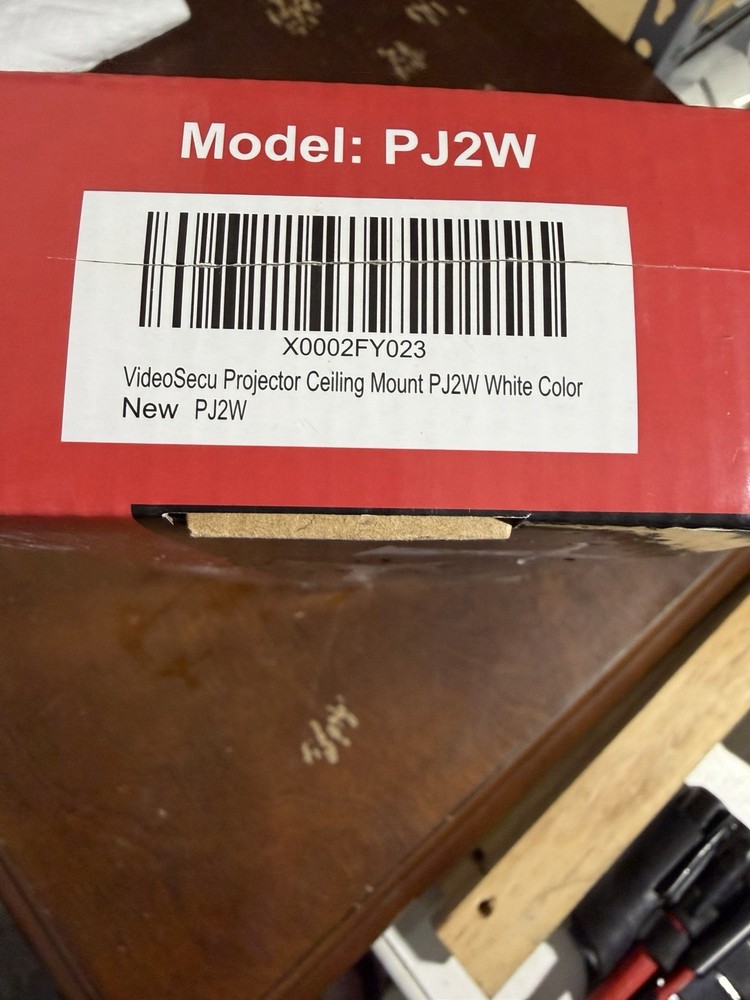 Model: PJ2W
X0002FY023
VideoSecu Projector Ceiling Mount PJ2W White Color
New PJ2W